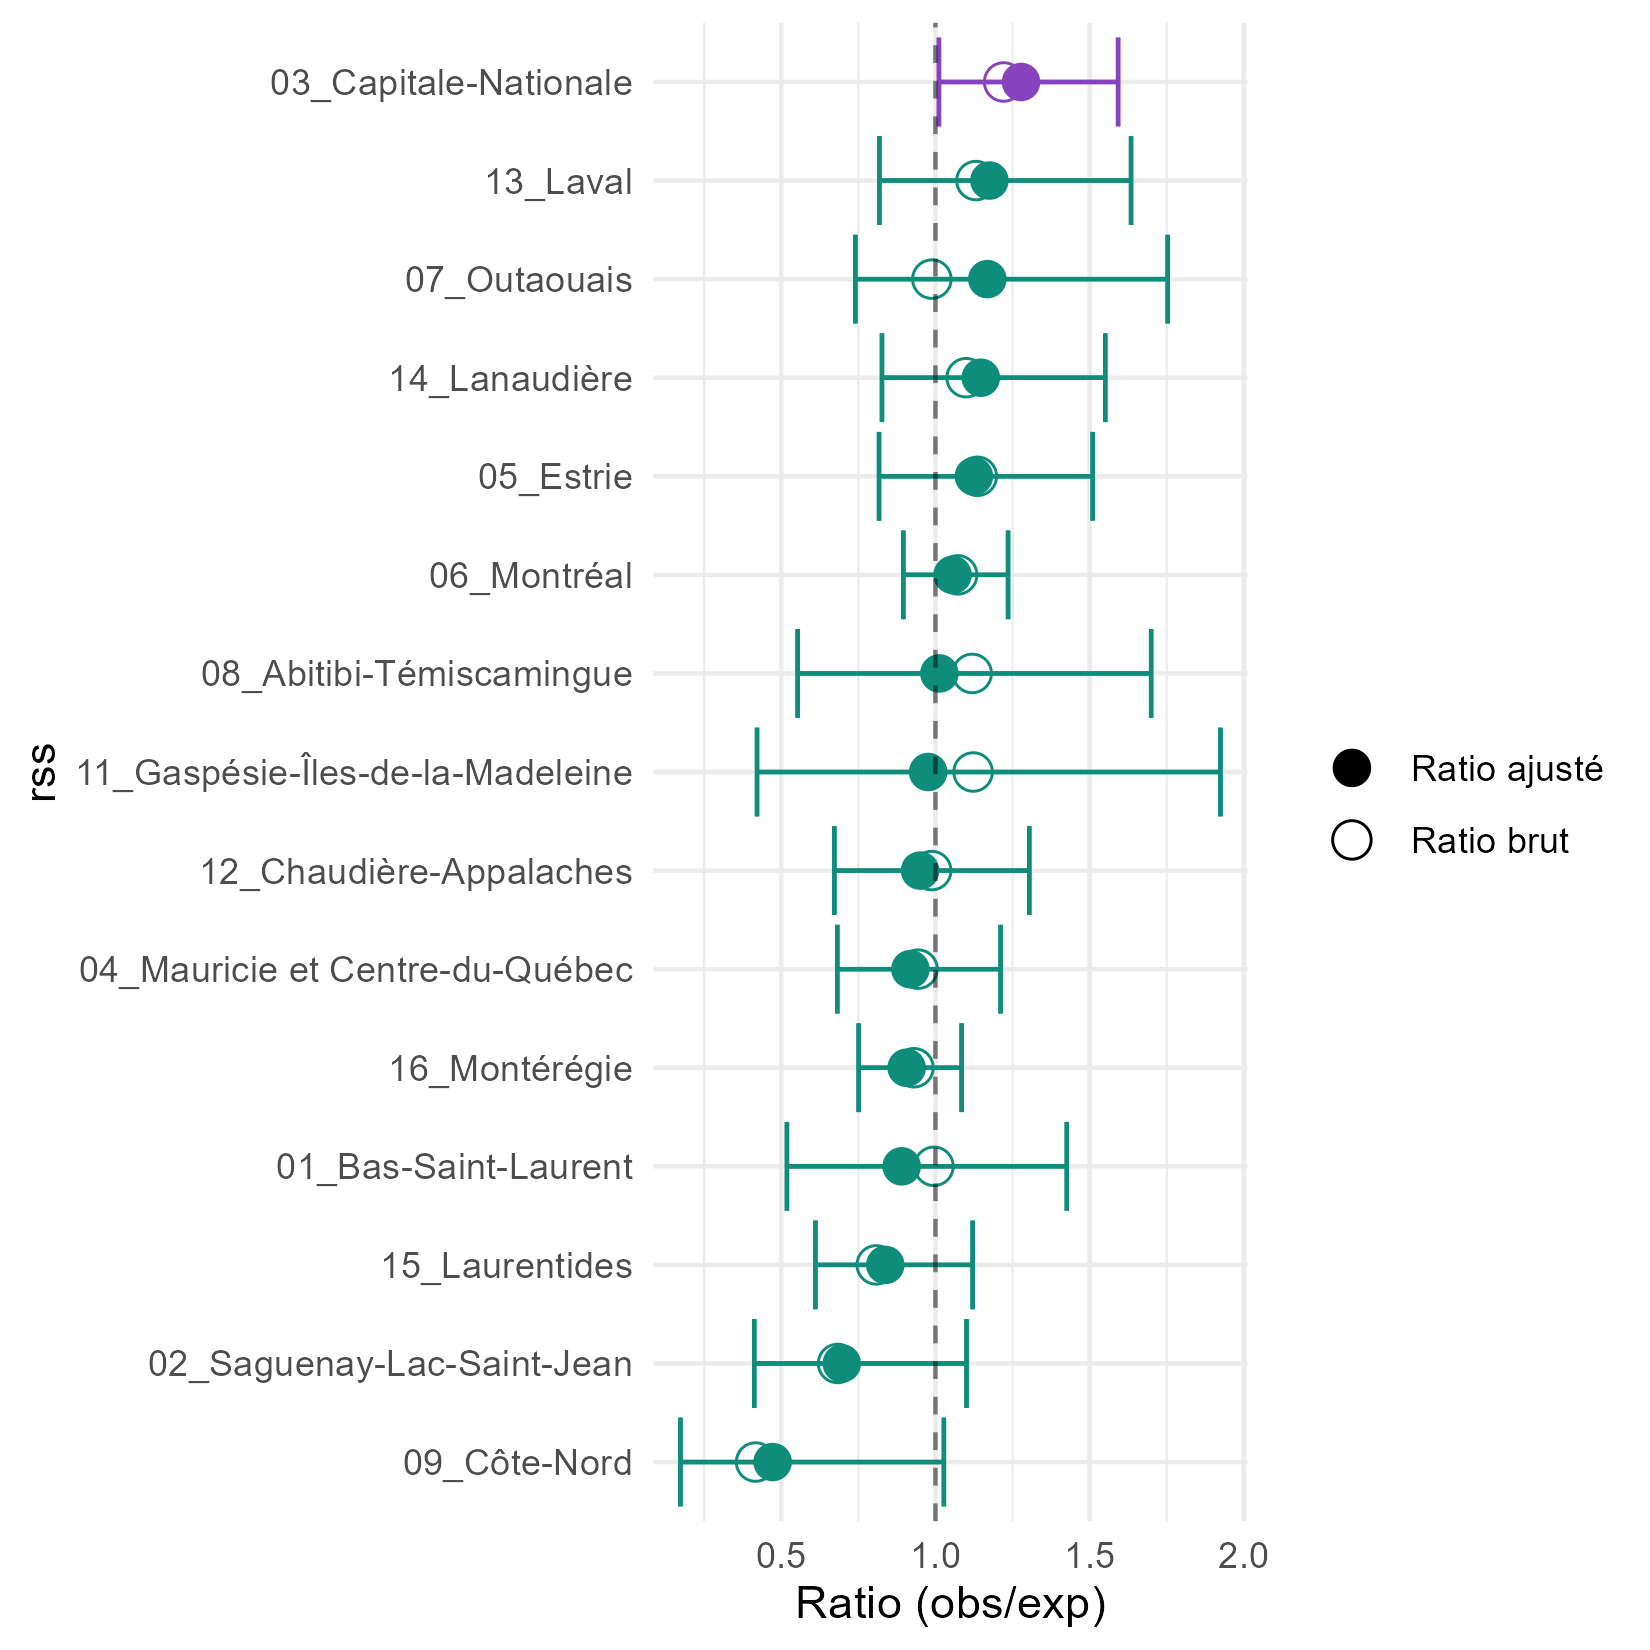 03_Capitale-Nationale
13_Laval
07_Outaouais
14_Lanaudière
05_Estrie
06_Montréal
08_Abitibi-Témiscamingue
11_Gaspésie-Îles-de-la-Madeleine
12_Chaudière-Appalaches
04_Mauricie et Centre-du-Québec
16_Montérégie
01_Bas-Saint-Laurent
15_Laurentides
02_Saguenay-Lac-Saint-Jean
09_Côte-Nord
rss
0.5 1.0 1.5 2.0
Ratio (obs/exp)
Ratio ajusté
Ratio brut